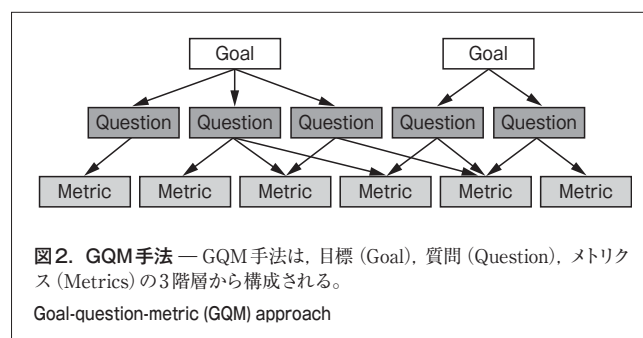 Goal Goal
Question Question Question Question Question
Metric Metric Metric Metric Metric Metric
図2. GQM手法 — GQM手法は，目標（Goal），質問（Question），メトリク
ス（Metrics）の3階層から構成される。
Goal-question-metric (GQM) approach